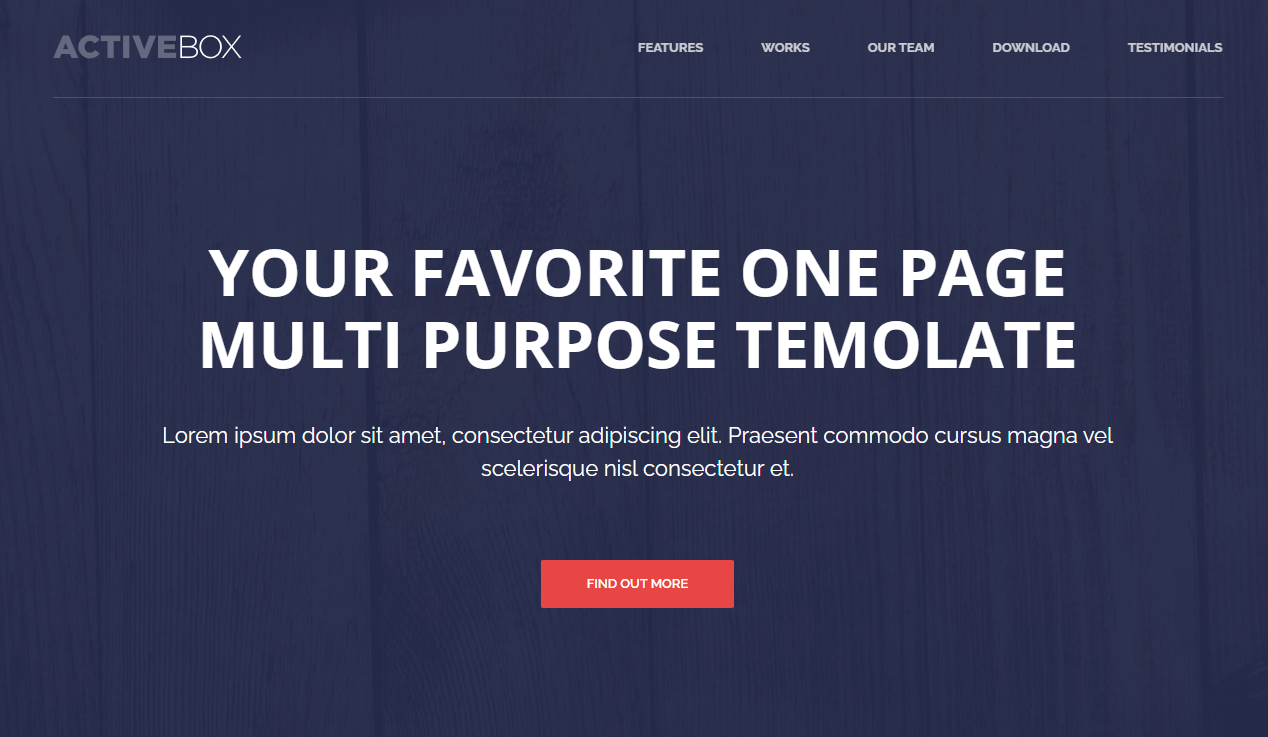 ACTIVEBOX
FEATURES WORKS OUR TEAM DOWNLOAD TESTIMONIALS
YOUR FAVORITE ONE PAGE
MULTI PURPOSE TEMOLATE
Lorem ipsum dolor sit amet, consectetur adipiscing elit. Praesent commodo cursus magna vel
scelerisque nisl consectetur et.
FIND OUT MORE